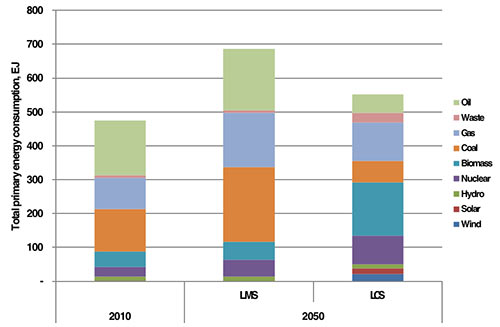 Total primary energy consumption, EJ
800
700
600
500
400
300
200
100
-
LMS
LCS
2010
2050
Oil
Waste
Gas
Coal
Biomass
Nuclear
Hydro
Solar
Wind